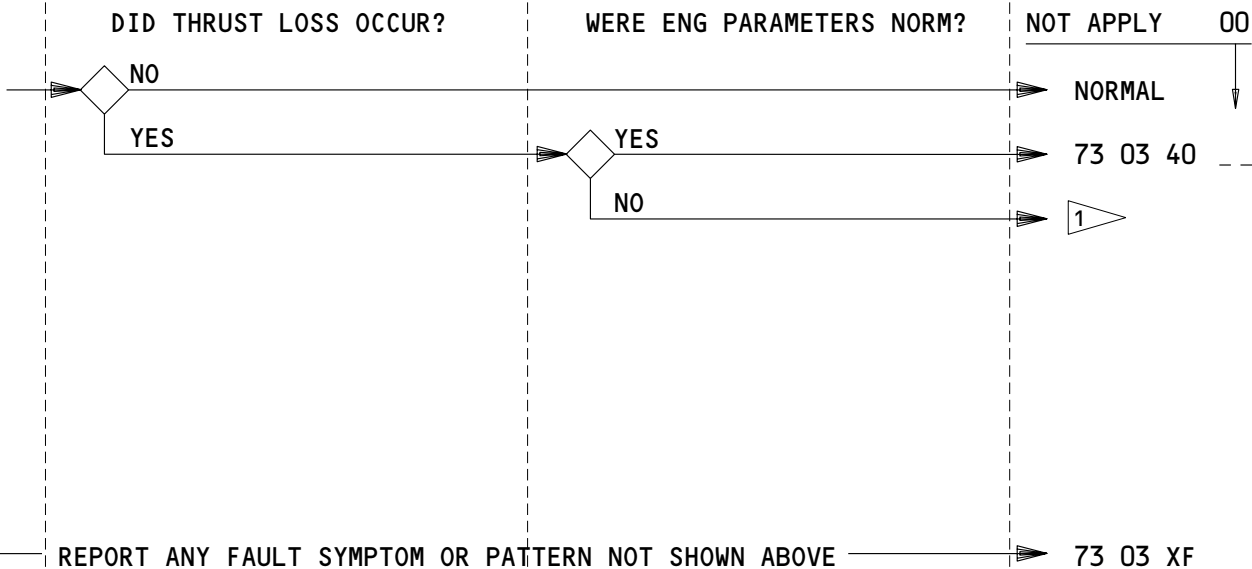 DID THRUST LOSS OCCUR? WERE ENG PARAMETERS NORM? NOT APPLY 00
NO NORMAL
YES YES 73 03 40 _ _
NO 1
REPORT ANY FAULT SYMPTOM OR PATTERN NOT SHOWN ABOVE 73 03 XF